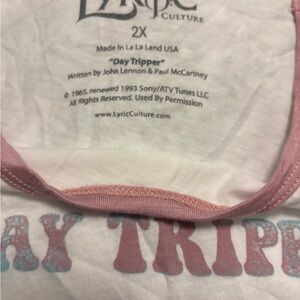 Lyric
CULTURE
2X
Made in La La Land USA
"Day Tripper"
Written by John Lennon & Paul McCartney
© 1965, renewed 1993 Sony/ATV Tunes LLC
All Rights Reserved. Used By Permission
www.LyricCulture.com
AY TRIPP